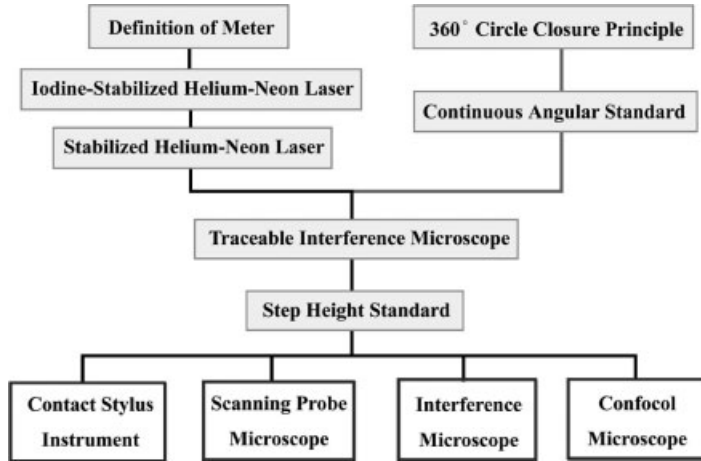 Definition of Meter
360° Circle Closure Principle
Iodine-Stabilized Helium-Neon Laser
Continuous Angular Standard
Stabilized Helium-Neon Laser
Traceable Interference Microscope
Step Height Standard
Contact Stylus
Instrument
Scanning Probe
Microscope
Interference
Microscope
Confocol
Microscope